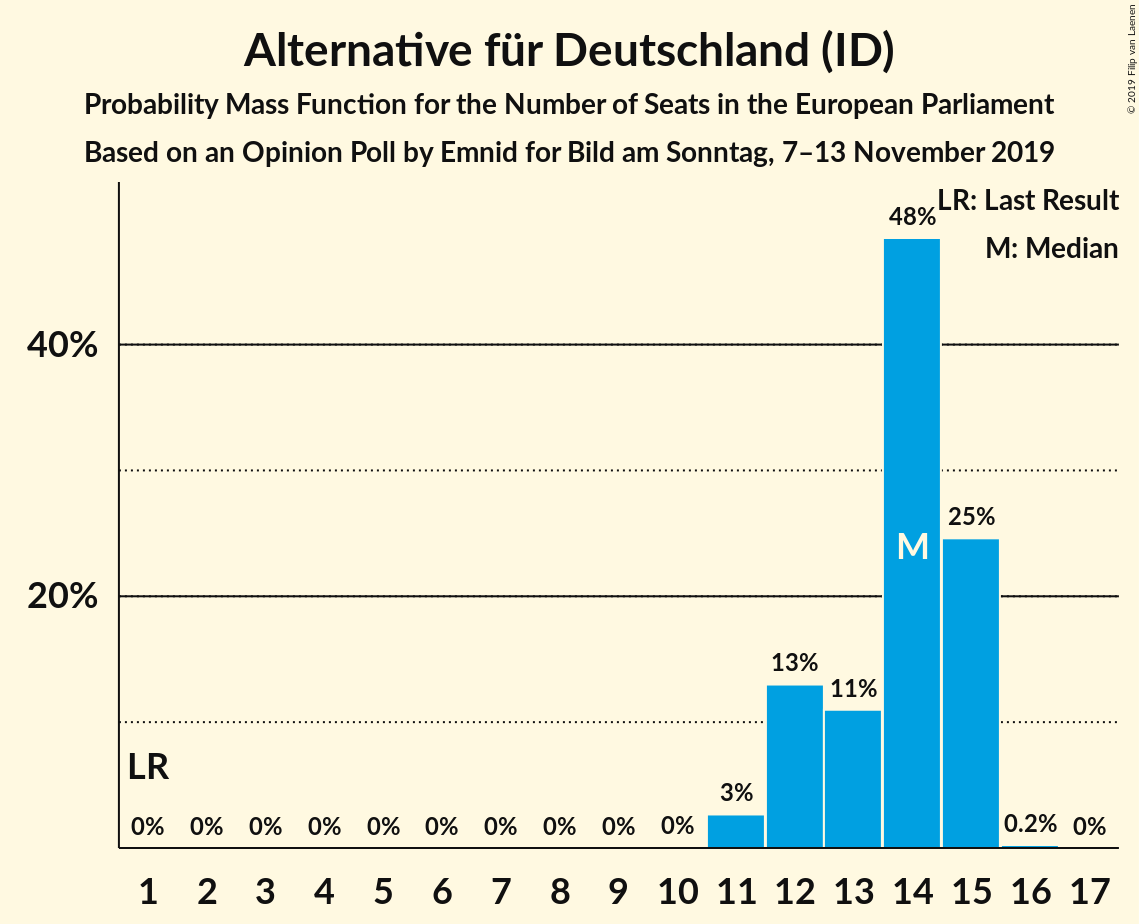 Alternative für Deutschland (ID)
Probability Mass Function for the Number of Seats in the European Parliament
Based on an Opinion Poll by Emnid for Bild am Sonntag, 7–13 November 2019
© 2019 Filip van Laenen
LR: Last Result
M: Median
48%
40%
25%
M
20%
13%
11%
LR
3%
0% 0% 0% 0% 0% 0% 0% 0% 0% 0% 0.2% 0%
1 2 3 4 5 6 7 8 9 10 11 12 13 14 15 16 17